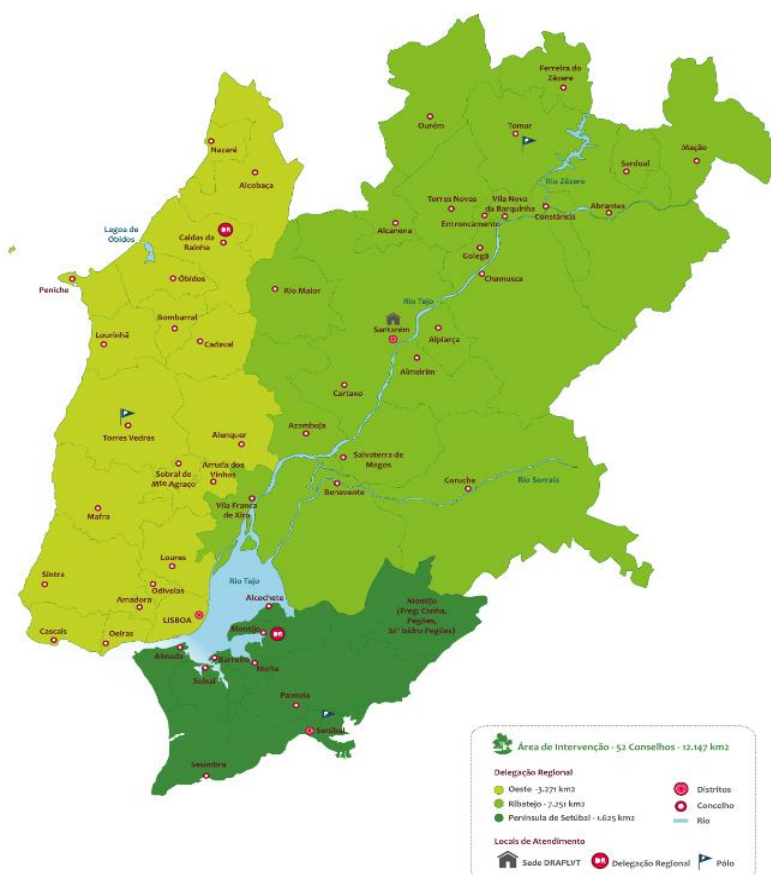 Ferreira do
Zêzere
Ourém
Tomar
Nazaré
Alcobaça
Sardoal
Mação
Rio Zêzere
Torres Novas
Vila Nova
da Barquinha
Entroncamento
Constância
Abrantes
Lagoa de
Óbidos
DR
Caldas da
Rainha
Alcanena
Golegã
Chamusca
Peniche
Óbidos
Rio Maior
Rio Tejo
Bombarral
Santarém
Alpiarça
Lourinhã
Cadaval
Almeirim
Cartaxo
Torres Vedras
Alenquer
Azambuja
Sobral de
Mte Agraço
Arruda dos
Vinhos
Salvaterra de
Magos
Benavente
Coruche
Rio Sorraia
Mafra
Vila Franca
de Xira
Loures
Sintra
Odivelas
Amadora
Rio Tejo
Alcochete
LISBOA
Cascais
Oeiras
Montijo
DR
Montijo
(Freg: Canha,
Pegões,
Stº Isidro Pegões)
Almada
Barreiro
Seixal
Moita
Palmela
Setúbal
Sesimbra
Área de Intervenção - 52 Conselhos - 12.147 km2
Delegação Regional
Oeste -3.271 km2
Ribatejo - 7.251 km2
Península de Setúbal - 1.625 km2
Distritos
Concelho
Rio
Locais de Atendimento
Sede DRAPLVT
DR
Delegação Regional
P
Pólo